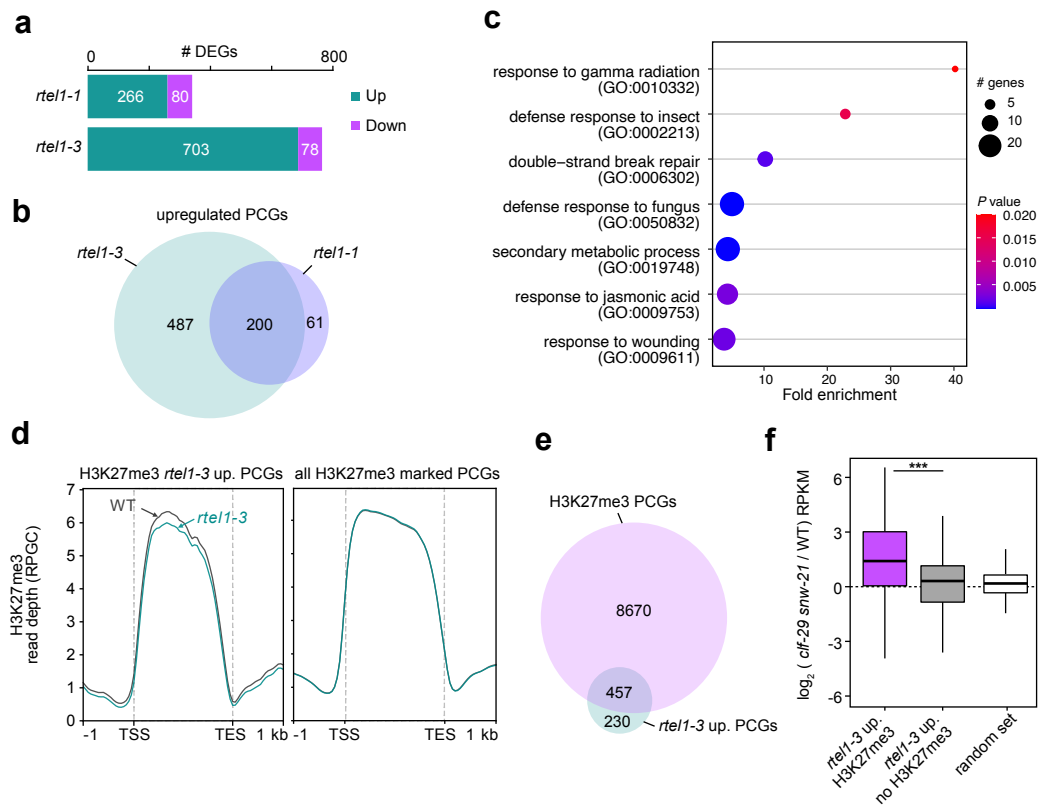 a
# DEGs
0
800
rtel1-1
266
80
Up
Down
rtel1-3
703
78
b
upregulated PCGs
rtel1-3
rtel1-1
487
200
61
c
response to gamma radiation
(GO:0010332)
defense response to insect
(GO:0002213)
double−strand break repair
(GO:0006302)
defense response to fungus
(GO:0050832)
secondary metabolic process
(GO:0019748)
response to jasmonic acid
(GO:0009753)
response to wounding
(GO:0009611)
10
20
30
40
Fold enrichment
# genes
5
10
20
P value
0.020
0.015
0.010
0.005
d
H3K27me3 rtel1-3 up. PCGs
all H3K27me3 marked PCGs
H3K27me3
read depth (RPGC)
7
6
5
4
3
2
1
0
WT
rtel1-3
-1
TSS
TES
1 kb
-1
TSS
TES
1 kb
e
H3K27me3 PCGs
8670
457
230
rtel1-3 up. PCGs
f
log2 ( clf-29 snw-21 / WT) RPKM
6
3
0
-3
-6
***
rtel1-3 up.
H3K27me3
rtel1-3 up.
no H3K27me3
random set